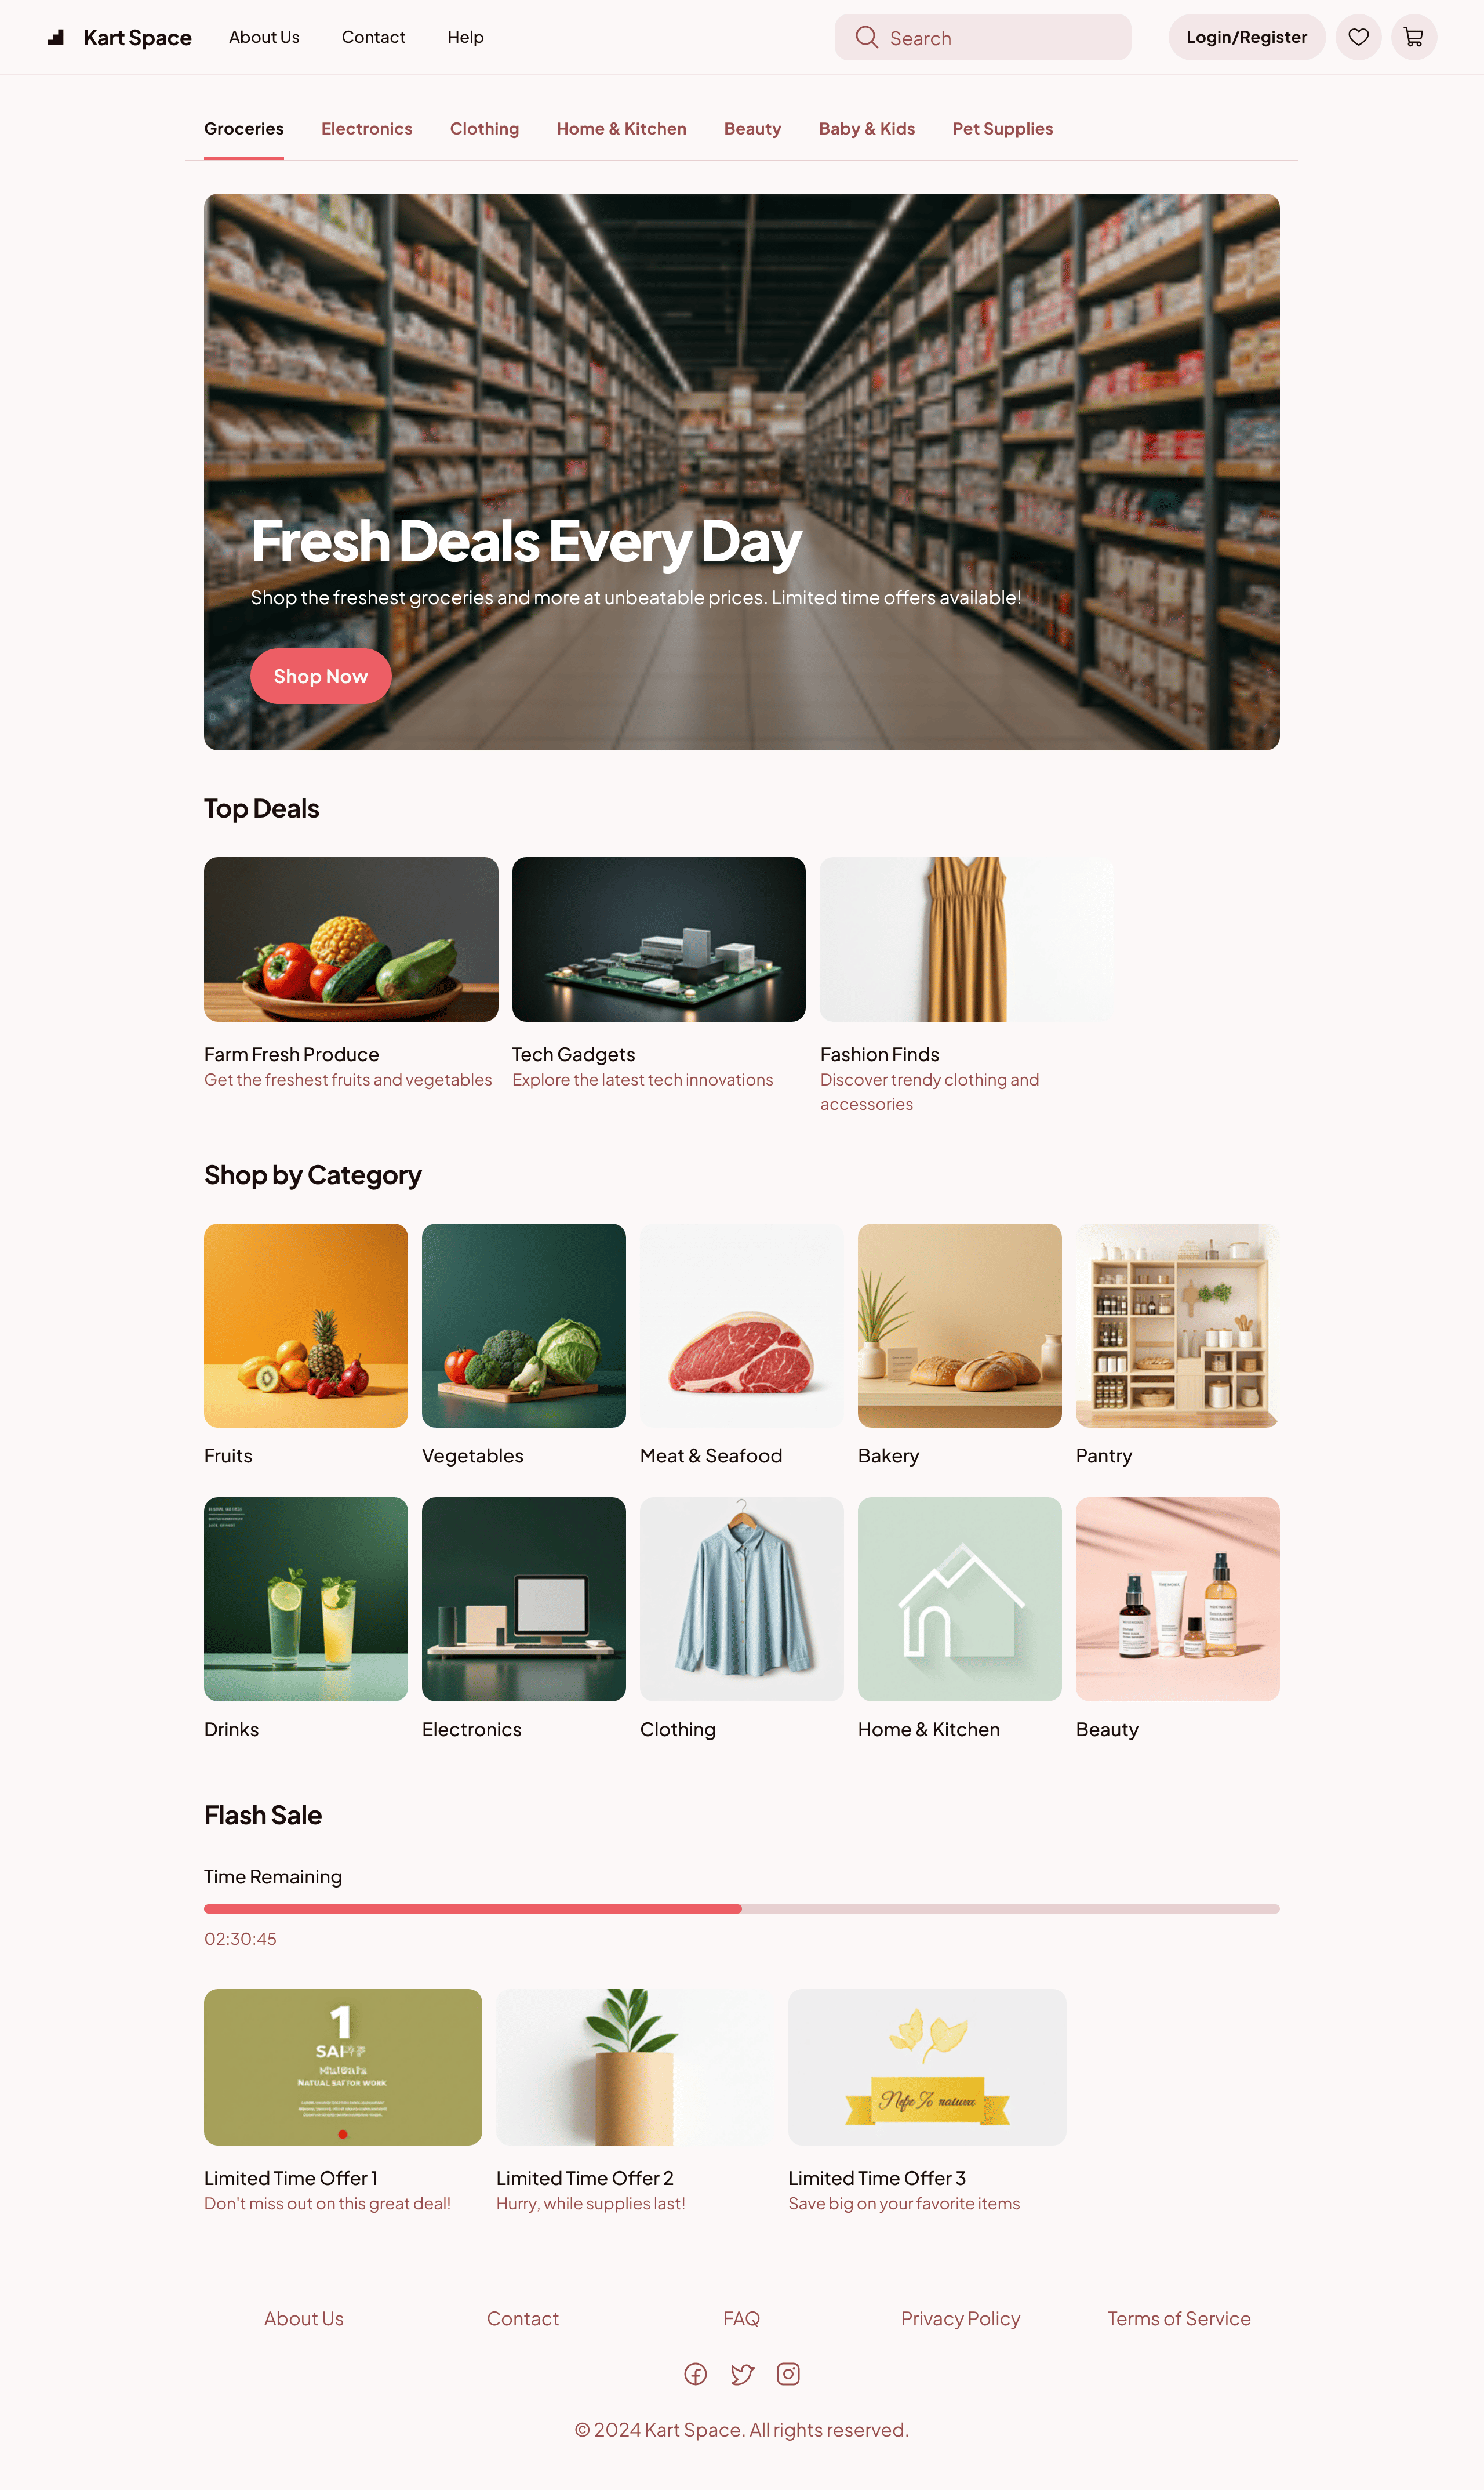 Kart Space
About Us
Contact
Help
Search
Login/Register
Groceries
Electronics
Clothing
Home & Kitchen
Beauty
Baby & Kids
Pet Supplies
Fresh Deals Every Day
Shop the freshest groceries and more at unbeatable prices. Limited time offers available!
Shop Now
Top Deals
Farm Fresh Produce
Get the freshest fruits and vegetables
Tech Gadgets
Explore the latest tech innovations
Fashion Finds
Discover trendy clothing and
accessories
Shop by Category
Fruits
Vegetables
Meat & Seafood
Bakery
Pantry
Drinks
Electronics
Clothing
Home & Kitchen
Beauty
Flash Sale
Time Remaining
02:30:45
1
NATUAL SATTOR WORK
Limited Time Offer 1
Don't miss out on this great deal!
Limited Time Offer 2
Hurry, while supplies last!
Limited Time Offer 3
Save big on your favorite items
About Us
Contact
FAQ
Privacy Policy
Terms of Service
© 2024 Kart Space. All rights reserved.